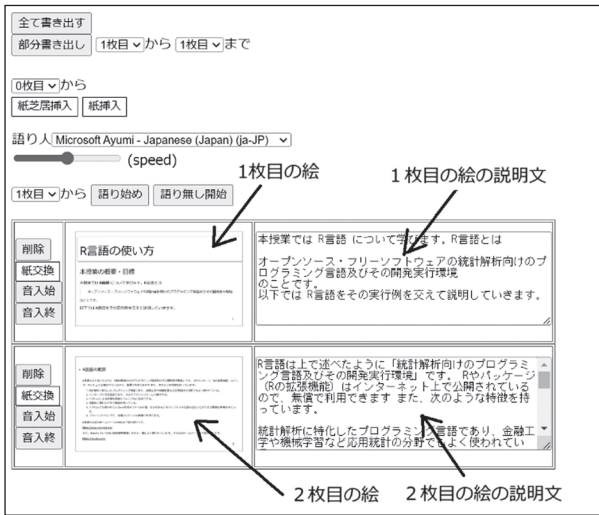 全て書き出す
部分書き出し 1枚目 から 1枚目 まで
0枚目 から
紙芝居挿入 紙挿入
語り人 Microsoft Ayumi - Japanese (Japan) (ja-JP)
(speed)
1枚目の絵
1枚目の絵の説明文
1枚目 から 語り始め 語り無し開始
削除
紙交換
音入始
音入終
R言語の使い方
本授業の概要・目標
本授業では R言語 について学びます。R言語とは
オープンソース・フリーソフトウェアの統計解析向けのプ
ログラミング言語及びその開発実行環境
のことです。
以下では R言語をその実行例を交えて説明していきます。
削除
紙交換
音入始
音入終
R言語は上で述べたように「統計解析向けのプログラミ
ング言語及びその開発実行環境」です。 Rやパッケージ
(Rの拡張機能) はインターネット上で公開されている
ので、無償で利用できます また、次のような特徴を持
っています。
統計解析に特化したプログラミング言語であり、金融工
学や機械学習など応用統計の分野でもよく使われてい
2枚目の絵
2枚目の絵の説明文